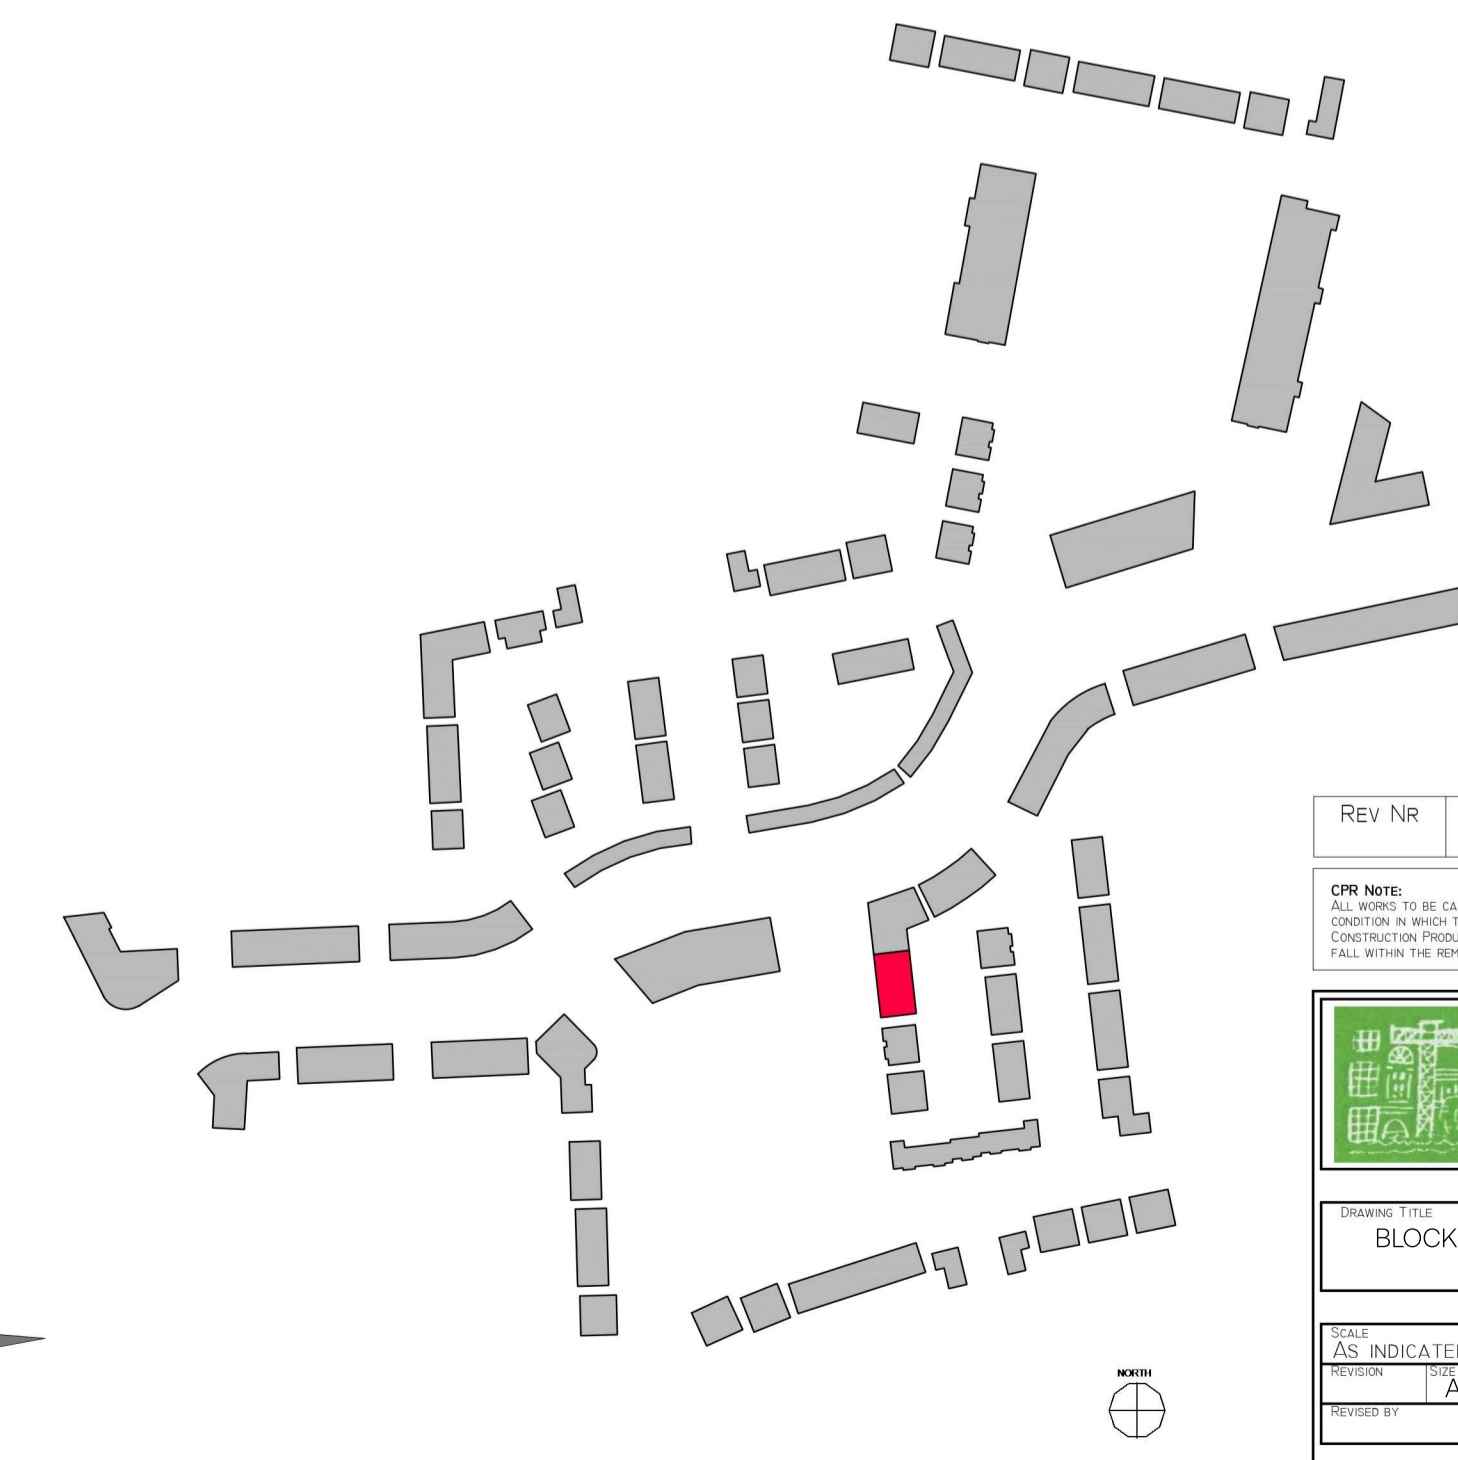 REV NR
CPR NOTE:
ALL WORKS TO BE CA
CONDITION IN WHICH T
CONSTRUCTION PRODU
FALL WITHIN THE REM
DRAWING TITLE
BLOCK
SCALE
AS INDICATE
REVISION
SIZE
A
REVISED BY
NORTH